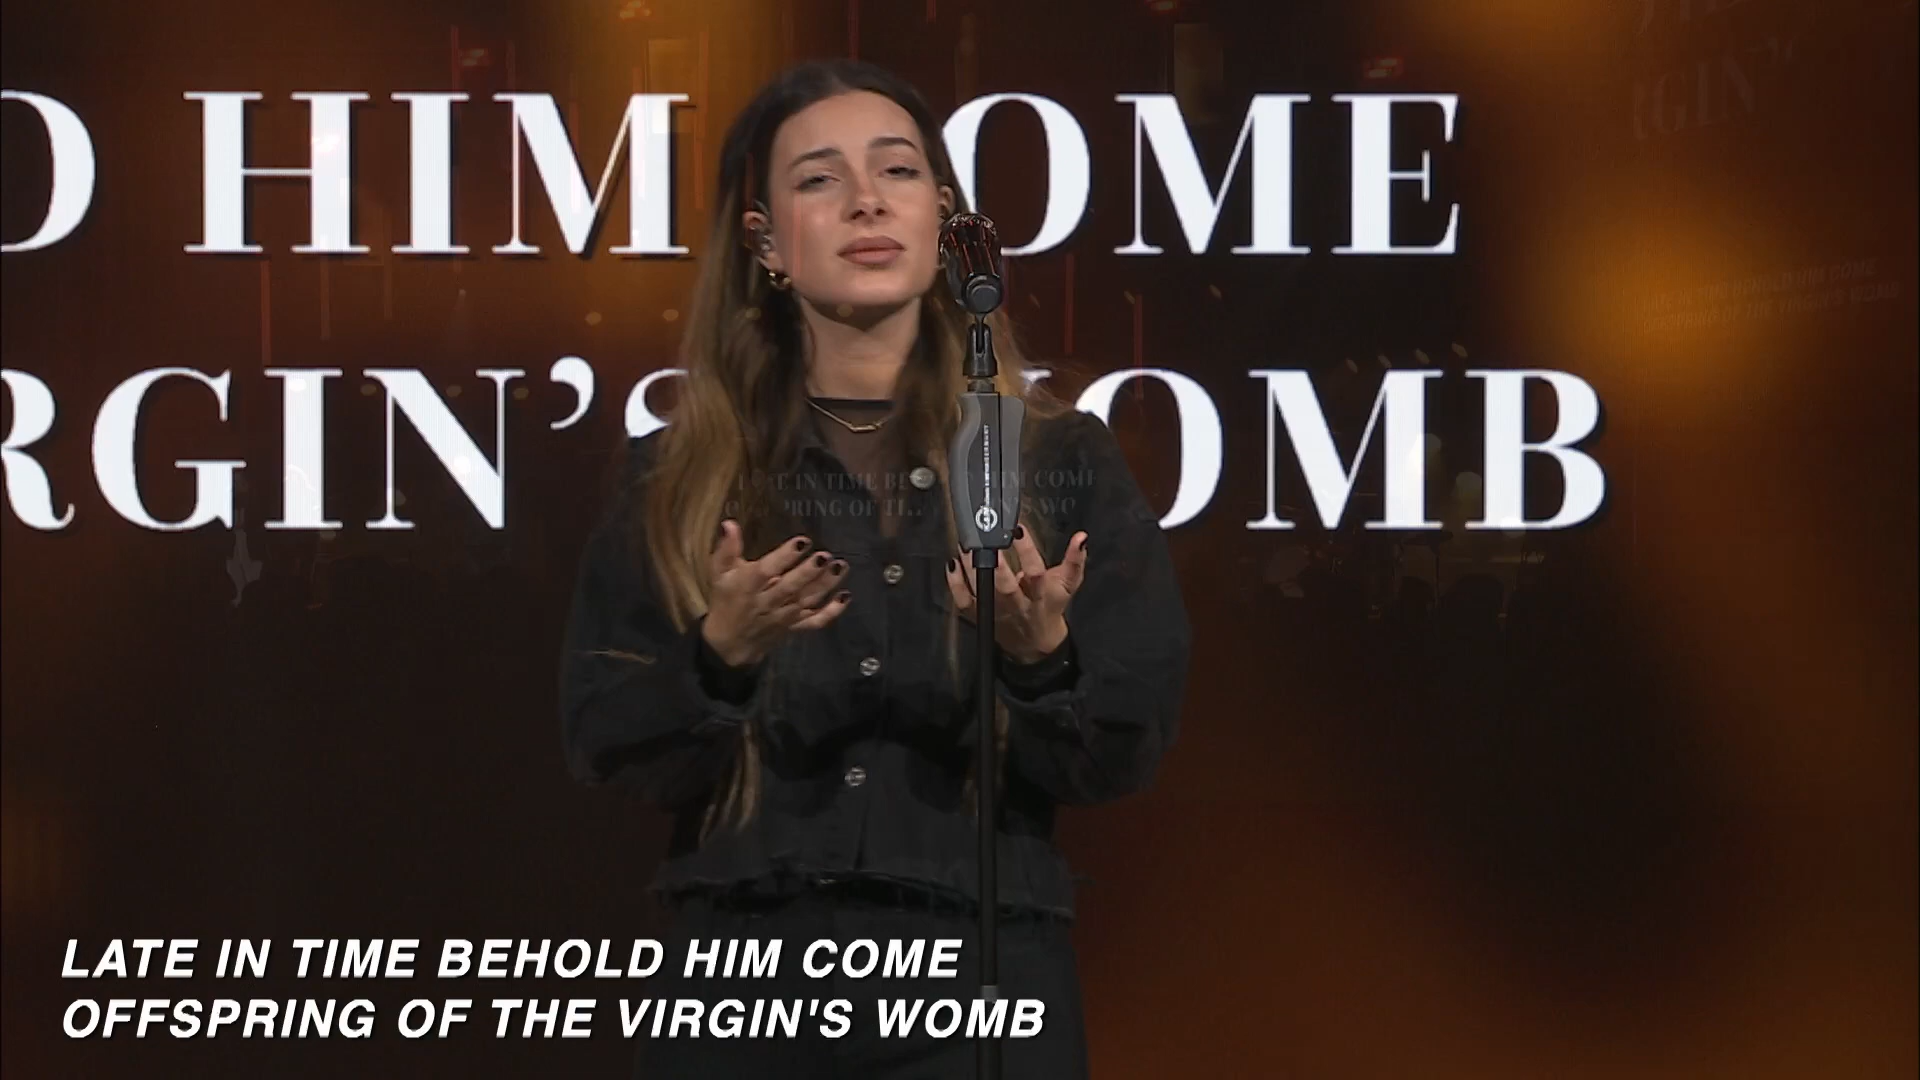 D HIM COME
RGIN'S WOMB
LATE IN TIME BEHOLD HIM COME
OFFSPRING OF THE VIRGIN'S WOMB